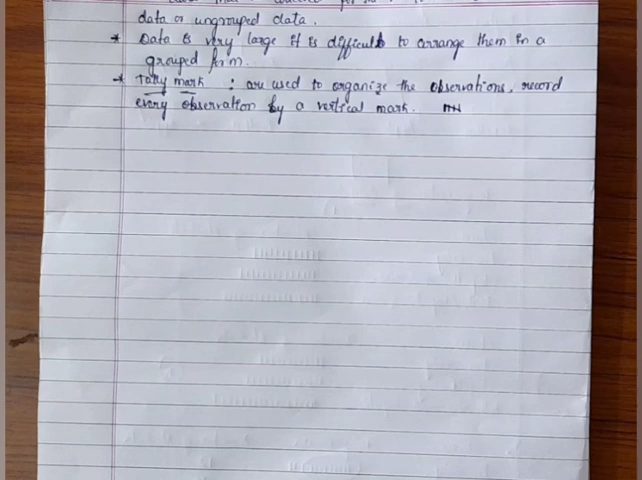 data or ungrouped data.
* Data is very large it is difficult to arrange them in a
grouped form.
* Tally mark : are used to organize the observations, record
every observation by a vertical mark.